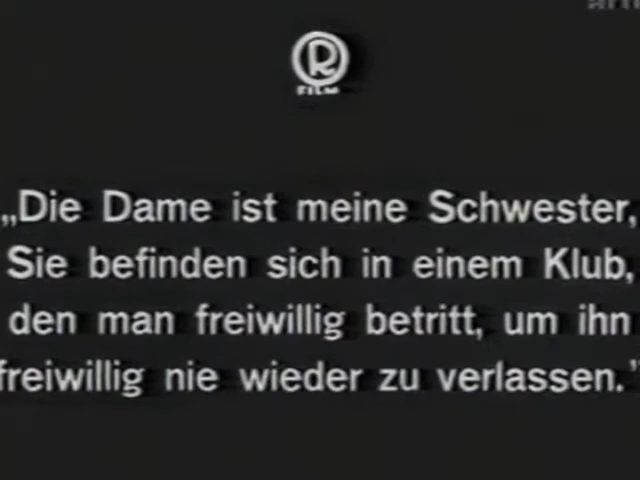 R
FILM
„Die Dame ist meine Schwester,
Sie befinden sich in einem Klub,
den man freiwillig betritt, um ihn
freiwillig nie wieder zu verlassen."